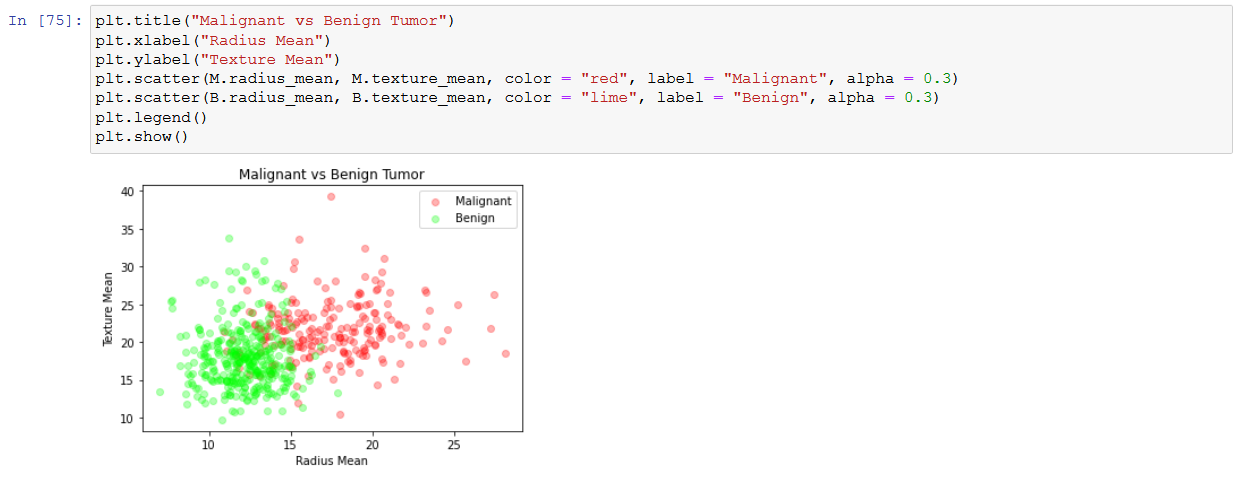 In [75]: plt.title("Malignant vs Benign Tumor")
plt.xlabel("Radius Mean")
plt.ylabel("Texture Mean")
plt.scatter(M.radius_mean, M.texture_mean, color = "red", label = "Malignant", alpha = 0.3)
plt.scatter(B.radius_mean, B.texture_mean, color = "lime", label = "Benign", alpha = 0.3)
plt.legend()
plt.show()
Malignant vs Benign Tumor
Malignant
Benign
Texture Mean
40
35
30
25
20
15
10
10 15 20 25
Radius Mean